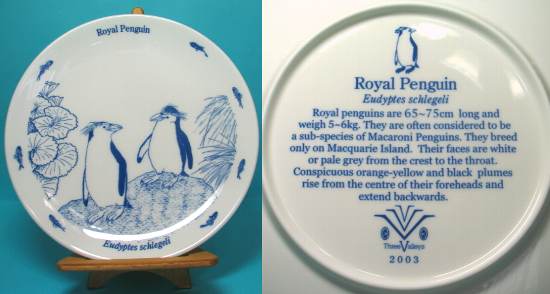 Royal Penguin
Eudyptes schlegeli
Royal Penguin
Eudyptes schlegeli
Royal penguins are 65~75cm long and
weigh 5~6kg. They are often considered to be
a sub-species of Macaroni Penguins. They breed
only on Macquarie Island. Their faces are white
or pale grey from the crest to the throat.
Conspicuous orange-yellow and black plumes
rise from the centre of their foreheads and
extend backwards.
Three Valleys
2003